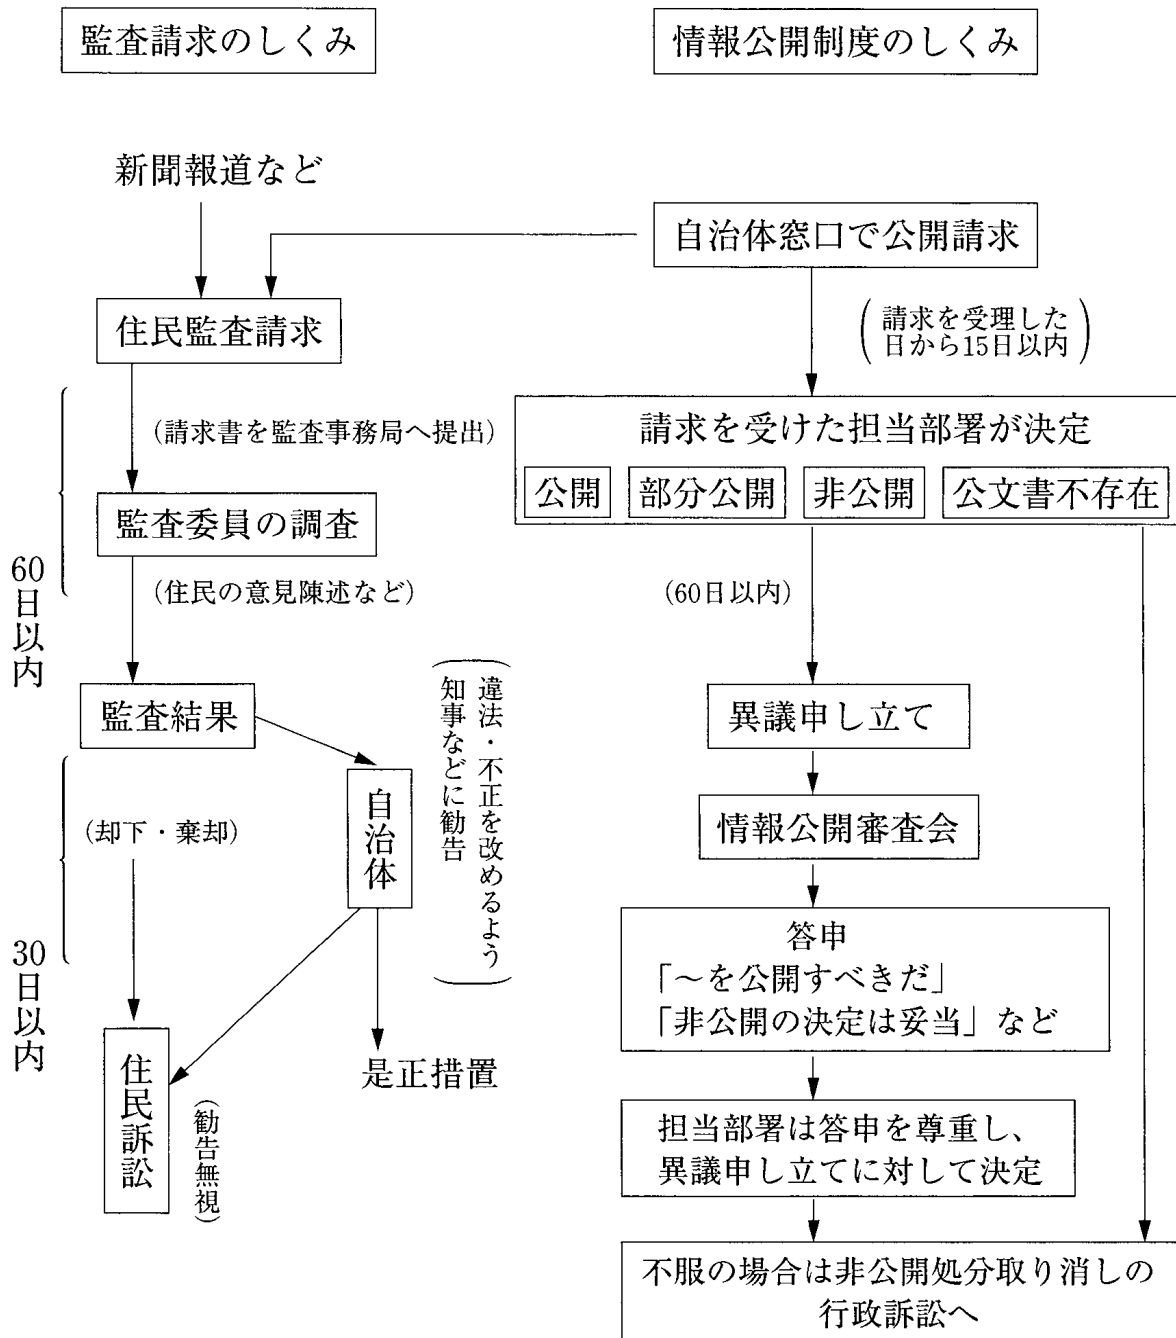 監査請求のしくみ
新聞報道など
住民監査請求
(請求書を監査事務局へ提出)
監査委員の調査
(住民の意見陳述など)
60日以内
監査結果
違法・不正を改めるよう
知事などに勧告
(却下・棄却)
自治体
30日以内
住民訴訟
(勧告無視)
是正措置
情報公開制度のしくみ
自治体窓口で公開請求
(請求を受理した
日から15日以内)
請求を受けた担当部署が決定
公開 部分公開 非公開 公文書不存在
(60日以内)
異議申し立て
情報公開審査会
答申
「～を公開すべきだ」
「非公開の決定は妥当」など
担当部署は答申を尊重し、
異議申し立てに対して決定
不服の場合は非公開処分取り消しの
行政訴訟へ